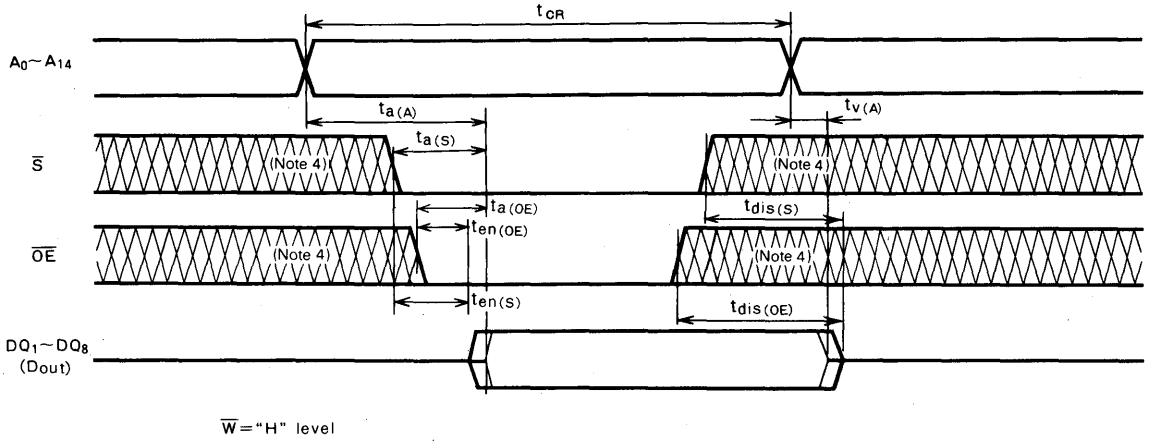 tCR
A0~A14
ta(A)
tv(A)
ta(S)
S̅
(Note 4)
(Note 4)
ta(OE)
tdis(S)
ten(OE)
O̅E̅
(Note 4)
(Note 4)
ten(S)
tdis(OE)
DQ1~DQ8
(Dout)
W̅="H" level